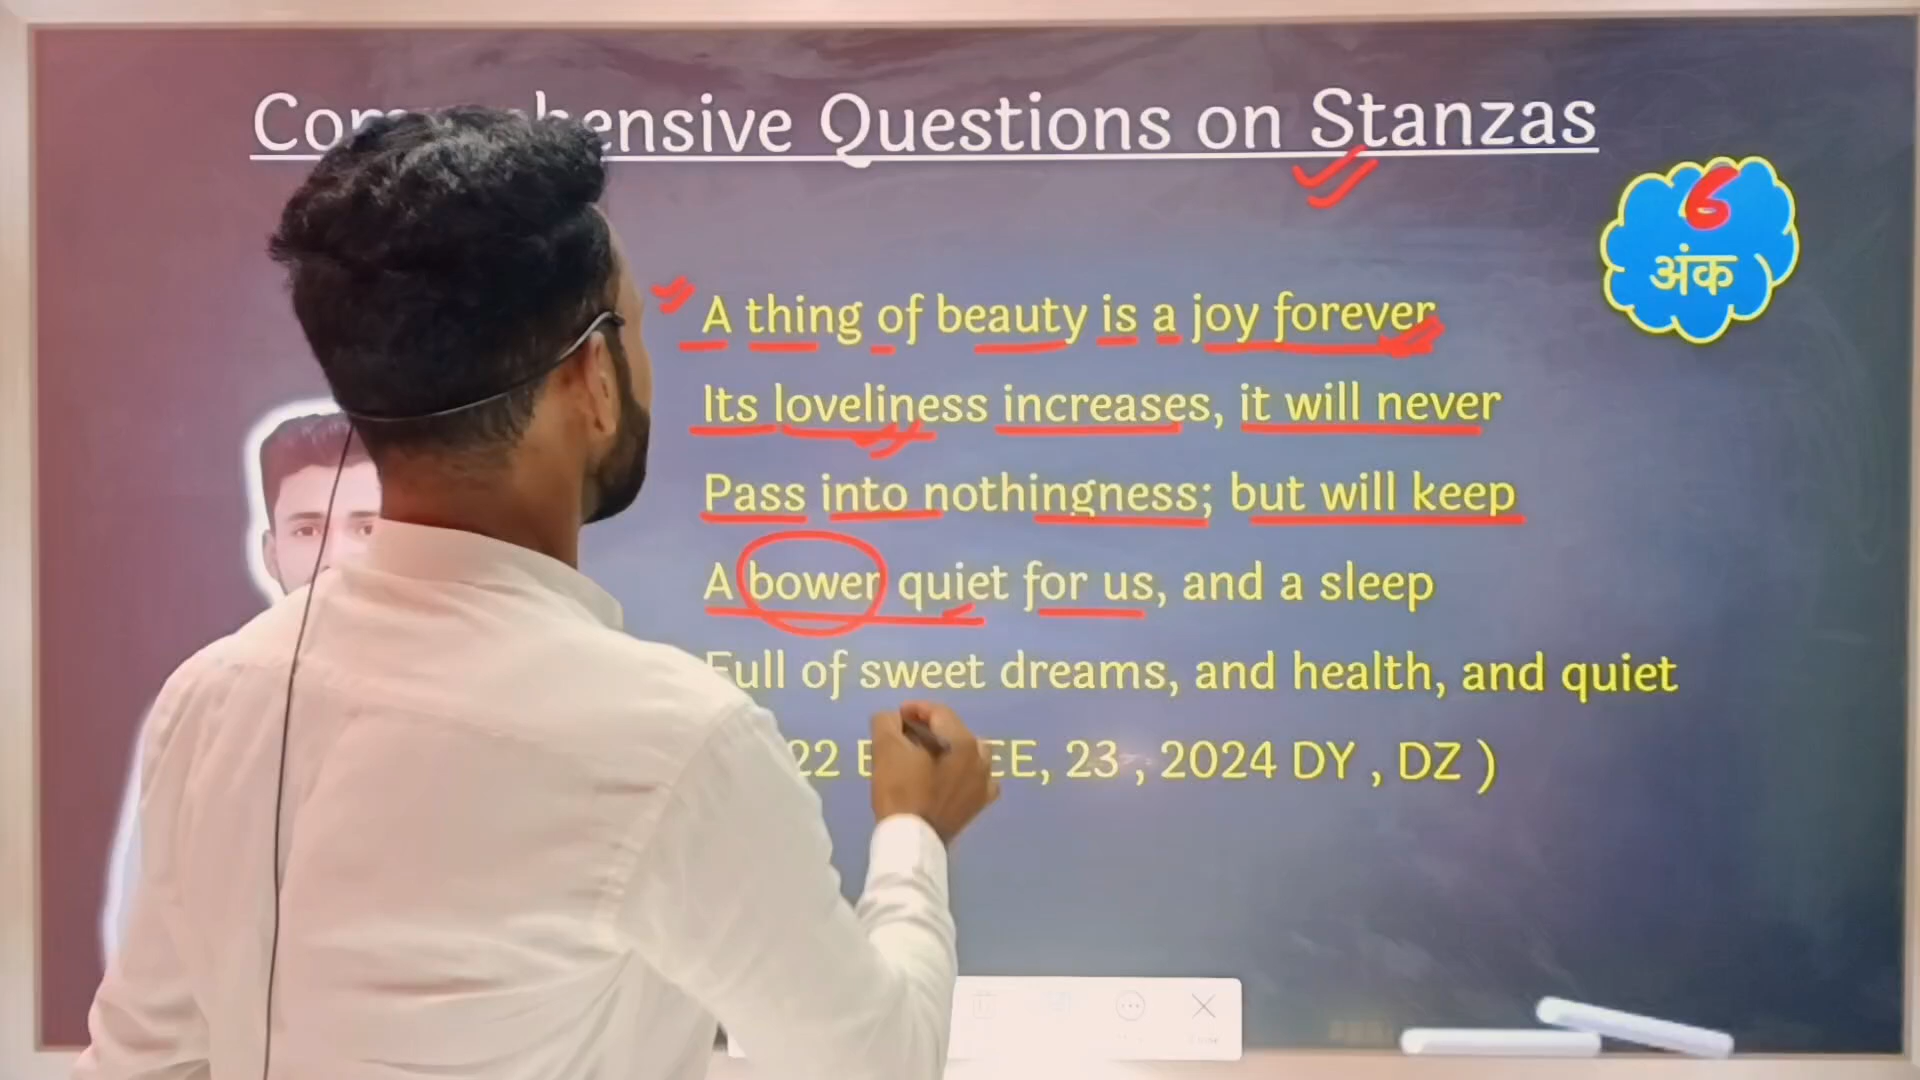 ensive Questions on Stanzas
6
अंक
A thing of beauty is a joy forever
Its loveliness increases, it will never
Pass into nothingness; but will keep
A bower quiet for us, and a sleep
Full of sweet dreams, and health, and quiet
22 EE, 23, 2024 DY, DZ )